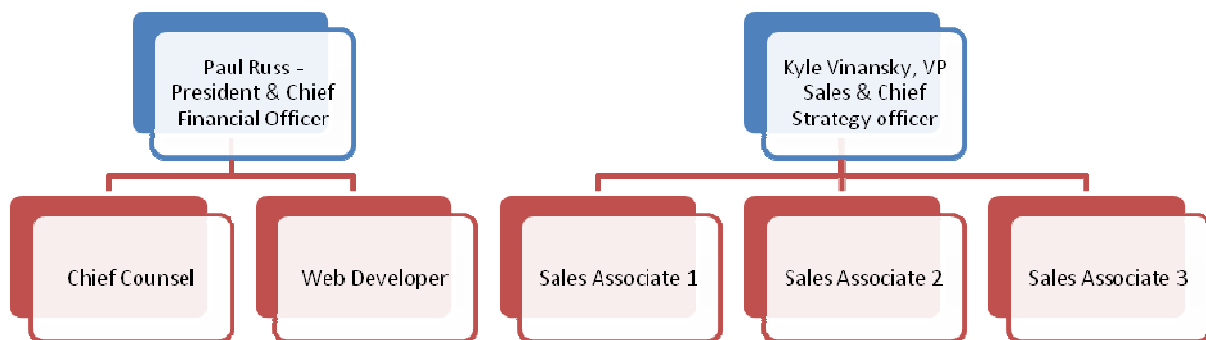 Paul Russ –
President & Chief
Financial Officer
Kyle Vinansky, VP
Sales & Chief
Strategy officer
Chief Counsel
Web Developer
Sales Associate 1
Sales Associate 2
Sales Associate 3